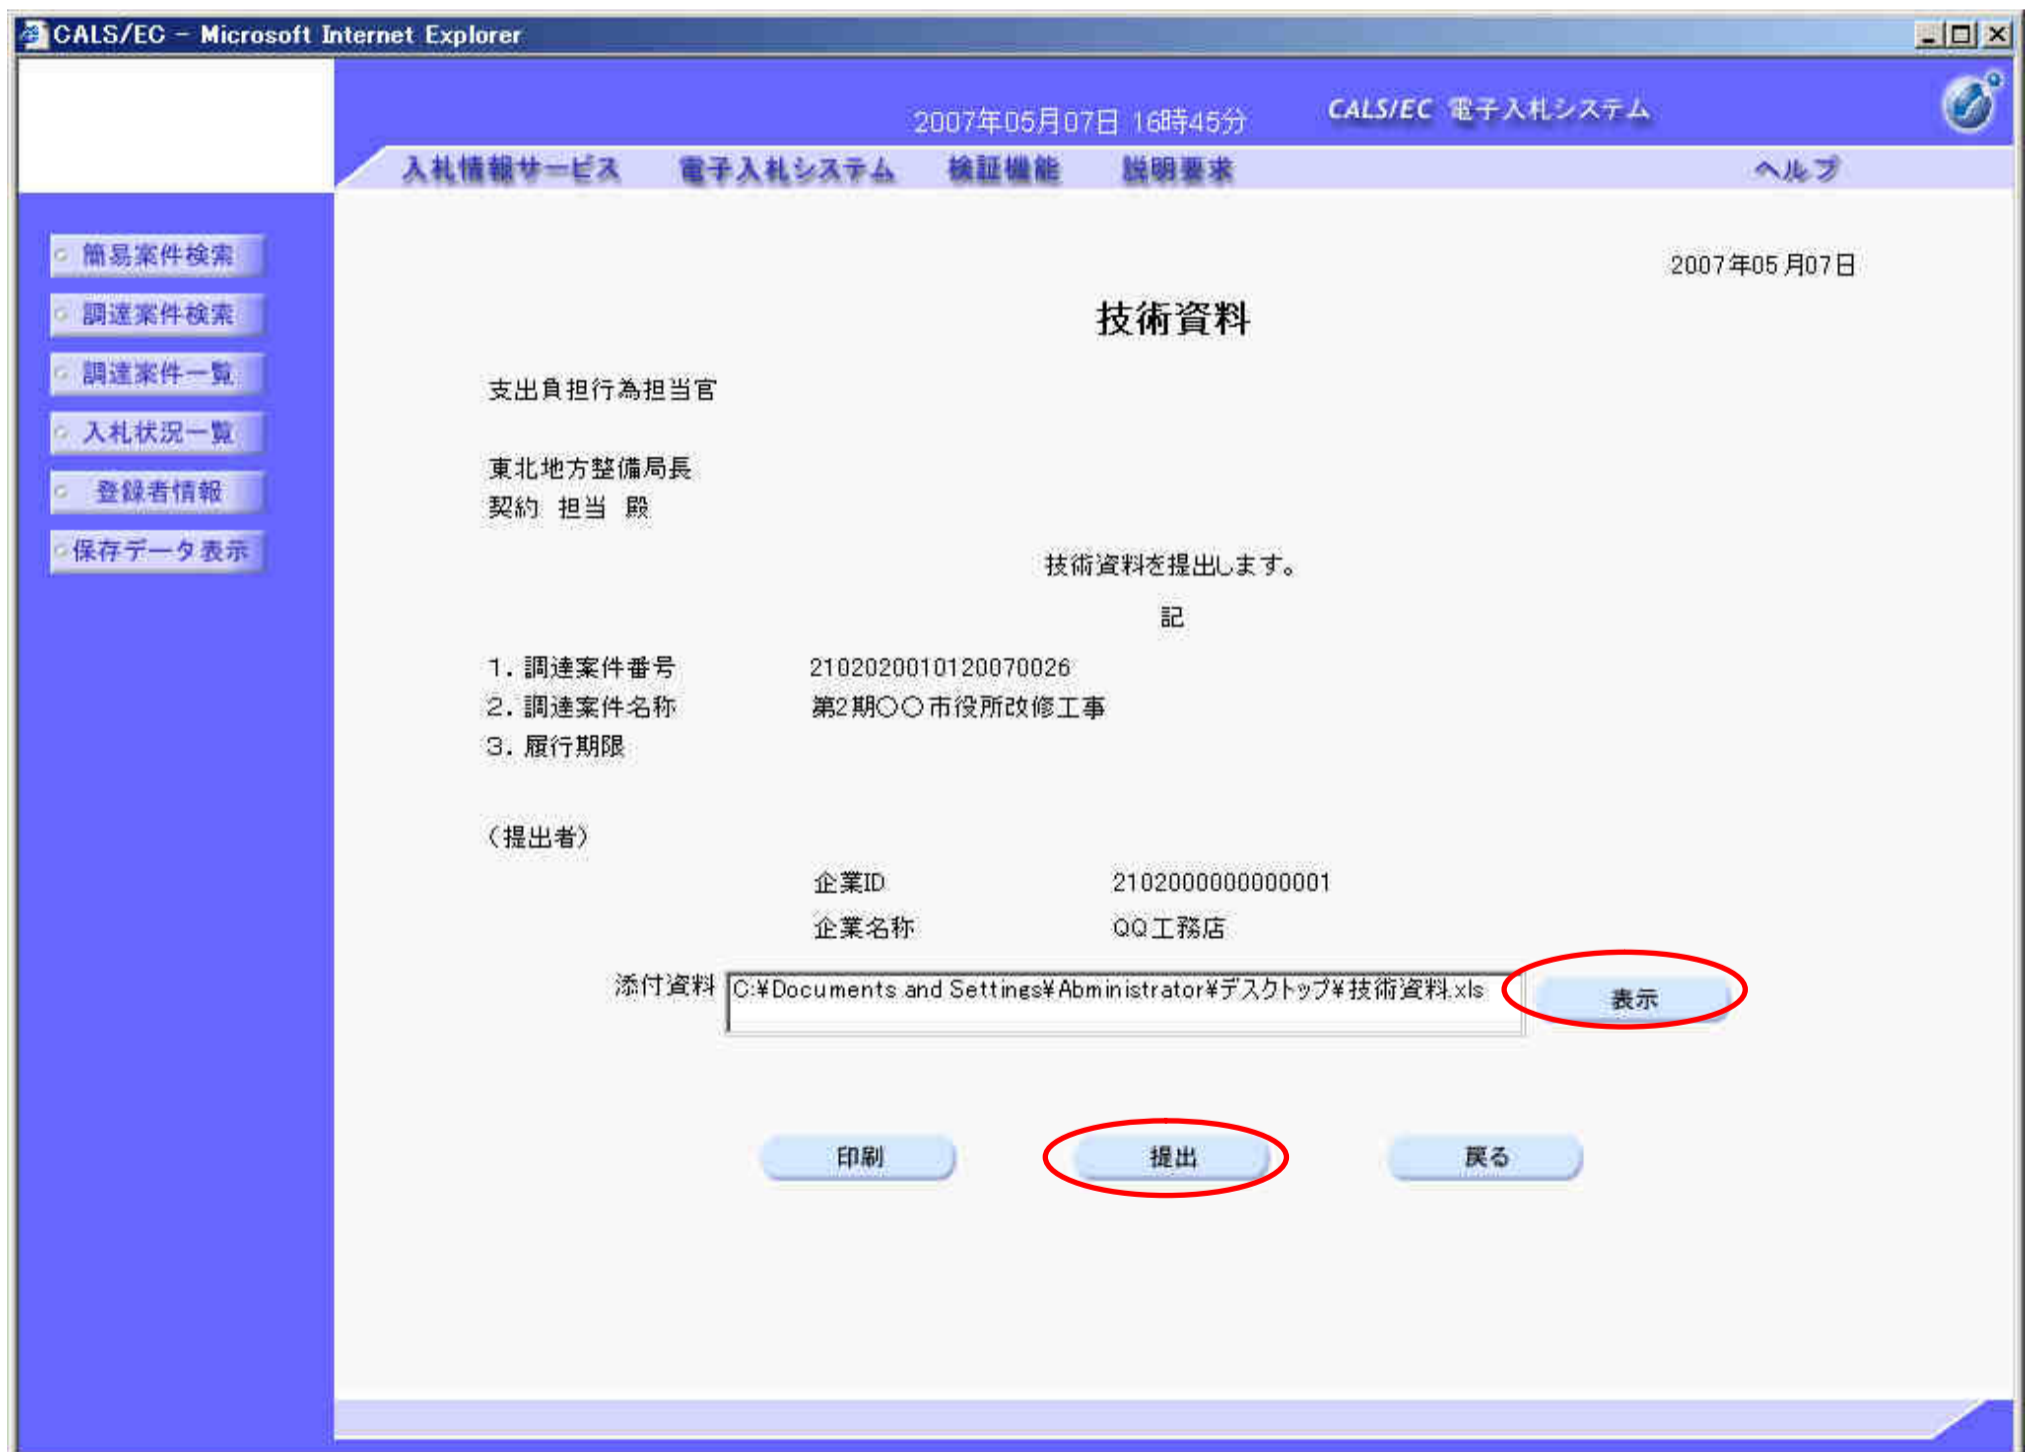 CALS/EC - Microsoft Internet Explorer
2007年05月07日 16時45分
CALS/EC 電子入札システム
入札情報サービス 電子入札システム 検証機能 説明要求 ヘルプ
簡易案件検索
調達案件検索
調達案件一覧
入札状況一覧
登録者情報
保存データ表示
2007年05月07日
技術資料
支出負担行為担当官
東北地方整備局長
契約 担当 殿
技術資料を提出します。
記
1. 調達案件番号 2102020010120070026
2. 調達案件名称 第2期〇〇市役所改修工事
3. 履行期限
(提出者)
企業ID 2102000000000001
企業名称 QQ工務店
添付資料 C:¥Documents and Settings¥Abministrator¥デスクトップ¥技術資料.xls 表示
印刷 提出 戻る